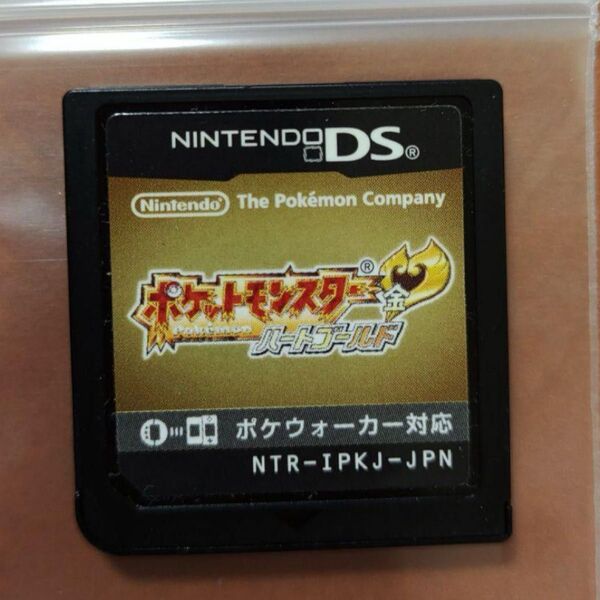 NINTENDO DS®
Nintendo® The Pokémon Company
ポケットモンスター®
金
Pokémon
ハートゴールド
ポケウォーカー対応
NTR-IPKJ-JPN